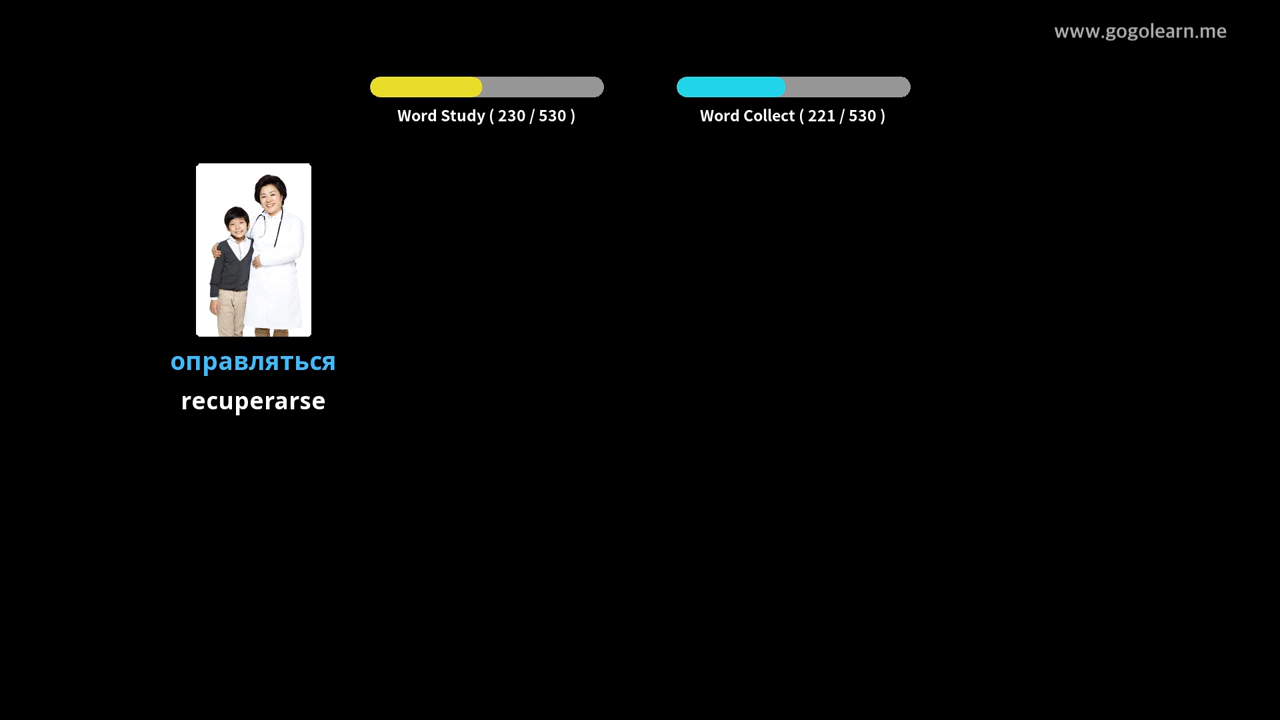 www.gogolearn.me
Word Study ( 230 / 530 )
Word Collect ( 221 / 530 )
оправляться
recuperarse